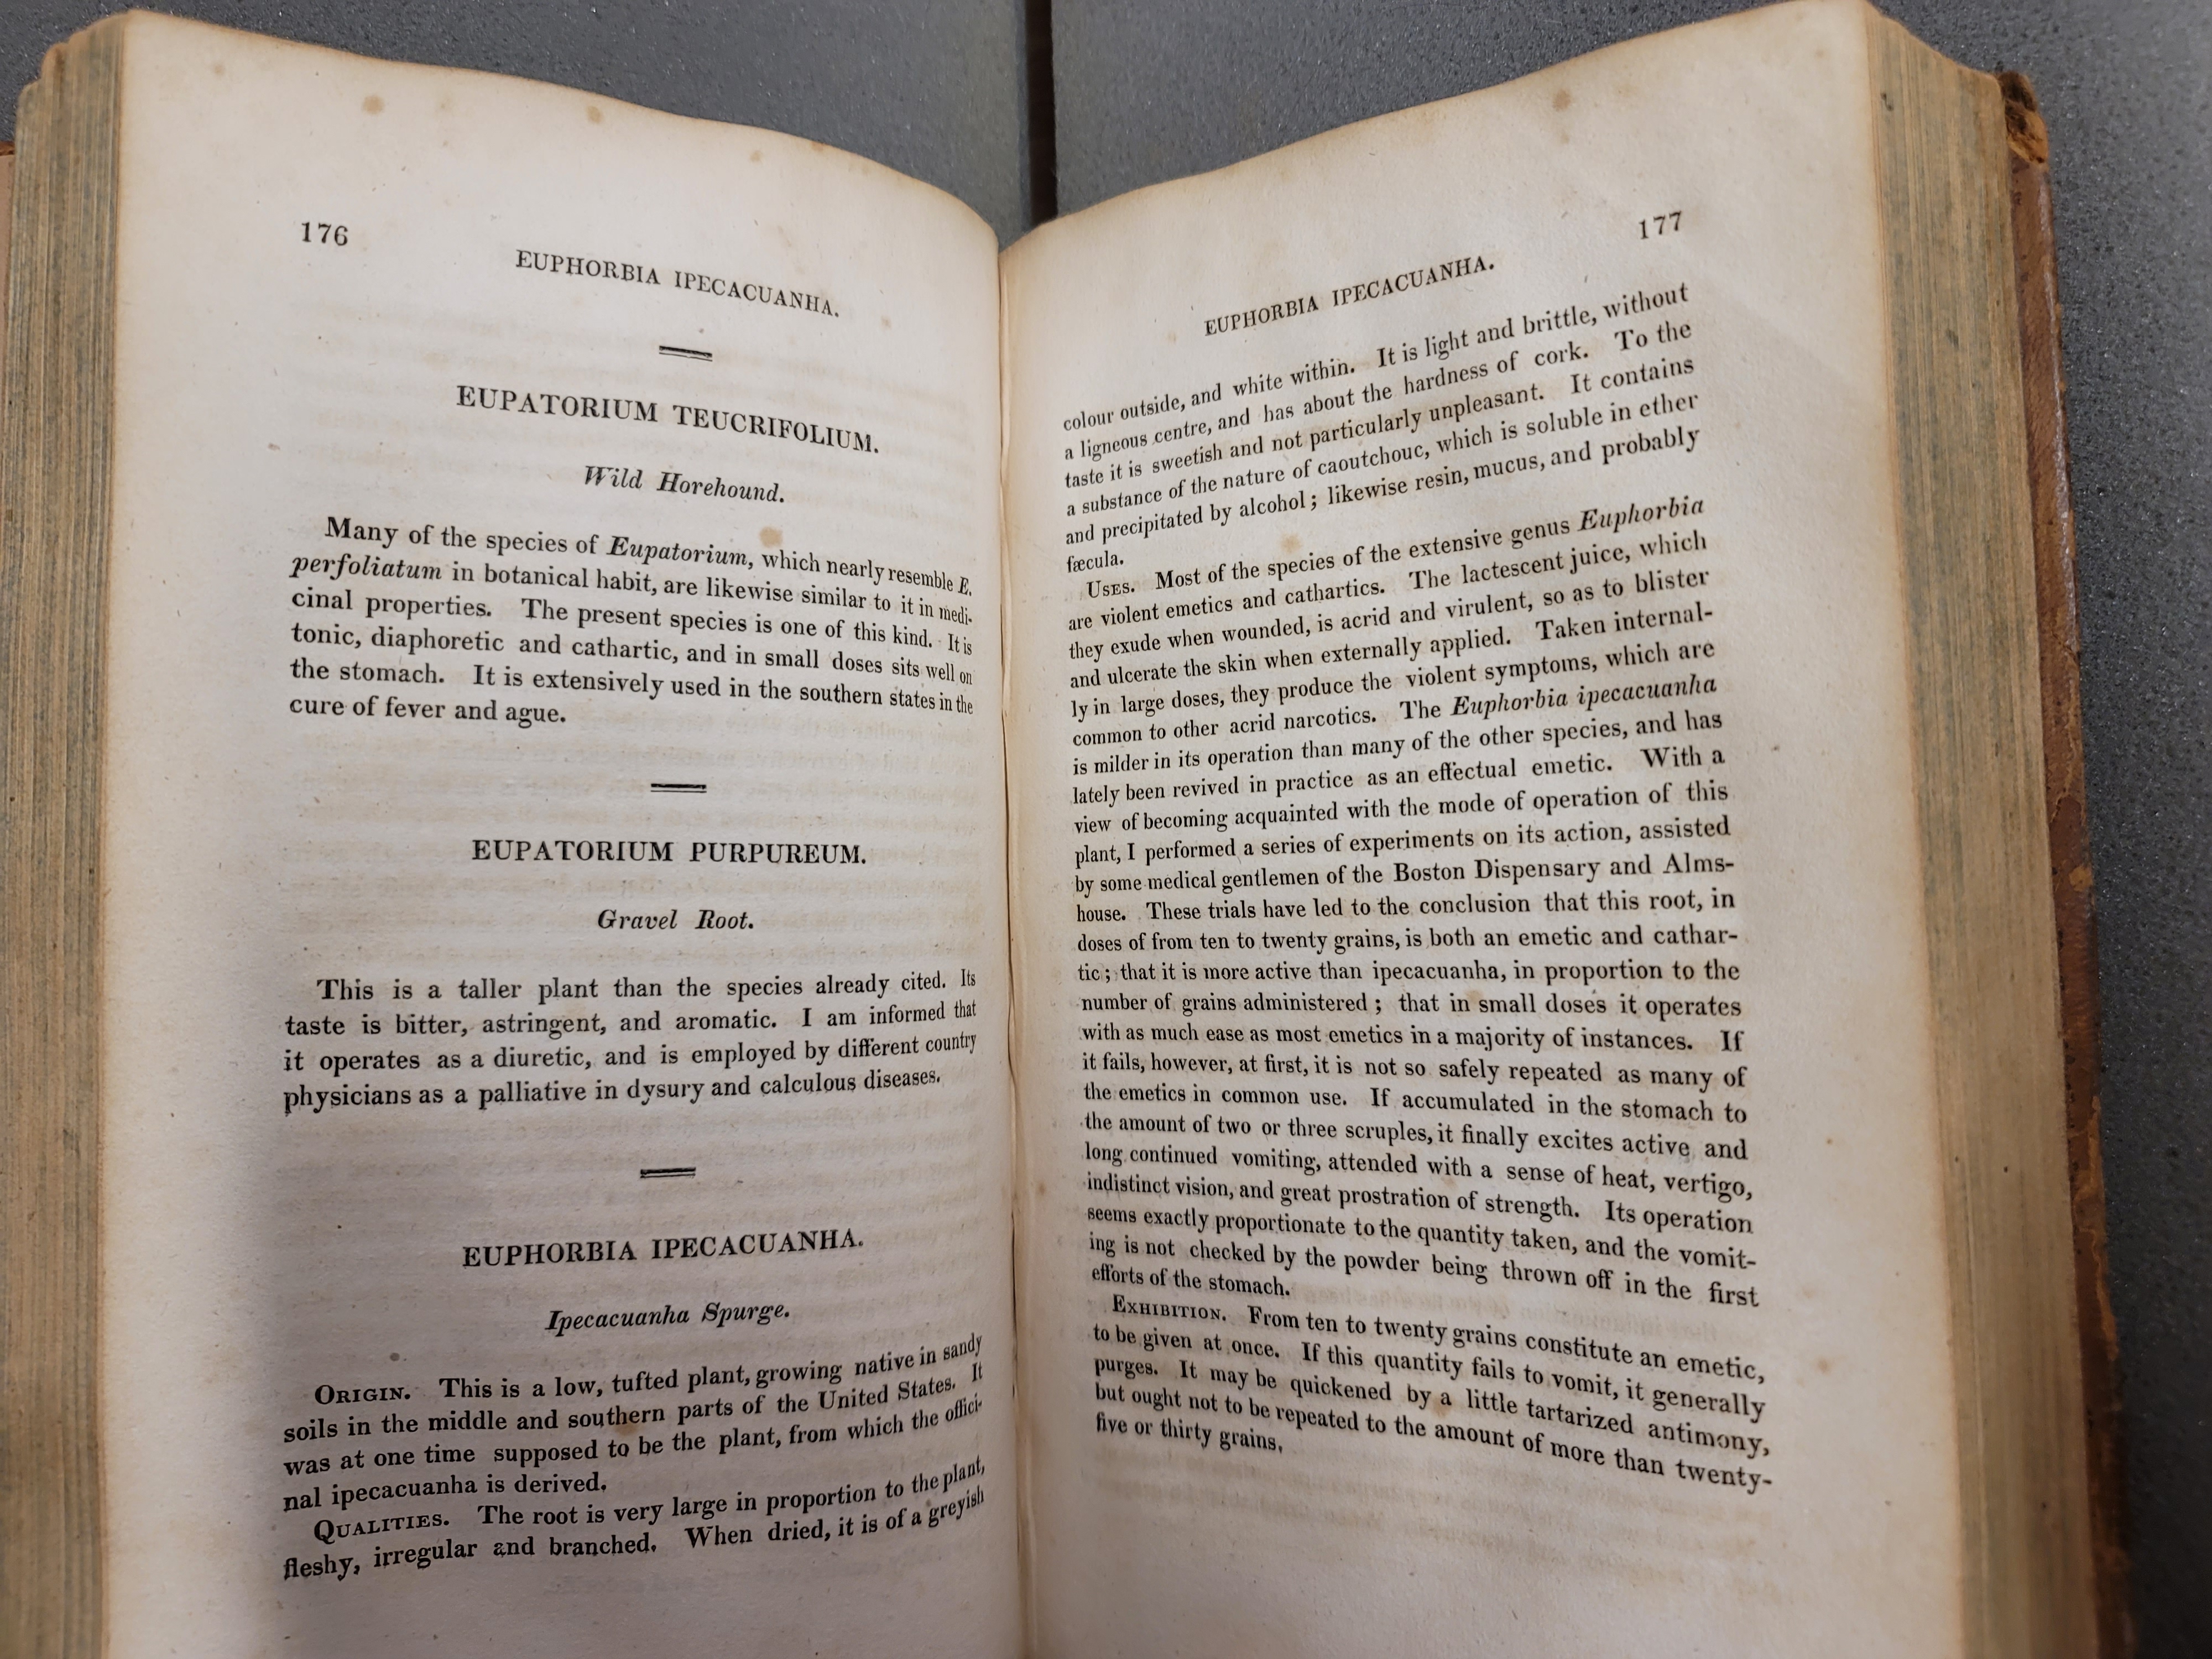 176
EUPHORBIA IPECACUANHA.
EUPATORIUM TEUCRIFOLIUM.
Wild Horehound.
Many of the species of Eupatorium, which nearly resemble E.
perfoliatum in botanical habit, are likewise similar to it in medi-
cinal properties. The present species is one of this kind. It is
tonic, diaphoretic and cathartic, and in small doses sits well on
the stomach. It is extensively used in the southern states in the
cure of fever and ague.
EUPATORIUM PURPUREUM.
Gravel Root.
This is a taller plant than the species already cited. Its
taste is bitter, astringent, and aromatic. I am informed that
it operates as a diuretic, and is employed by different country
physicians as a palliative in dysury and calculous diseases.
EUPHORBIA IPECACUANHA.
Ipecacuanha Spurge.
ORIGIN. This is a low, tufted plant, growing native in sandy
soils in the middle and southern parts of the United States. It
was at one time supposed to be the plant, from which the offici-
nal ipecacuanha is derived.
QUALITIES. The root is very large in proportion to the plant,
fleshy, irregular and branched. When dried, it is of a greyish
177
EUPHORBIA IPECACUANHA.
colour outside, and white within. It is light and brittle, without
a ligneous centre, and has about the hardness of cork. To the
taste it is sweetish and not particularly unpleasant. It contains
a substance of the nature of caoutchouc, which is soluble in ether
and precipitated by alcohol; likewise resin, mucus, and probably
fæcula.
USES. Most of the species of the extensive genus Euphorbia
are violent emetics and cathartics. The lactescent juice, which
they exude when wounded, is acrid and virulent, so as to blister
and ulcerate the skin when externally applied. Taken internal-
ly in large doses, they produce the violent symptoms, which are
common to other acrid narcotics. The Euphorbia ipecacuanha
is milder in its operation than many of the other species, and has
lately been revived in practice as an effectual emetic. With a
view of becoming acquainted with the mode of operation of this
plant, I performed a series of experiments on its action, assisted
by some medical gentlemen of the Boston Dispensary and Alms-
house. These trials have led to the conclusion that this root, in
doses of from ten to twenty grains, is both an emetic and cathar-
tic; that it is more active than ipecacuanha, in proportion to the
number of grains administered; that in small doses it operates
with as much ease as most emetics in a majority of instances. If
it fails, however, at first, it is not so safely repeated as many of
the emetics in common use. If accumulated in the stomach to
the amount of two or three scruples, it finally excites active and
long continued vomiting, attended with a sense of heat, vertigo,
indistinct vision, and great prostration of strength. Its operation
seems exactly proportionate to the quantity taken, and the vomit-
ing is not checked by the powder being thrown off in the first
efforts of the stomach.
EXHIBITION. From ten to twenty grains constitute an emetic,
to be given at once. If this quantity fails to vomit, it generally
purges. It may be quickened by a little tartarized antimony,
but ought not to be repeated to the amount of more than twenty-
five or thirty grains,